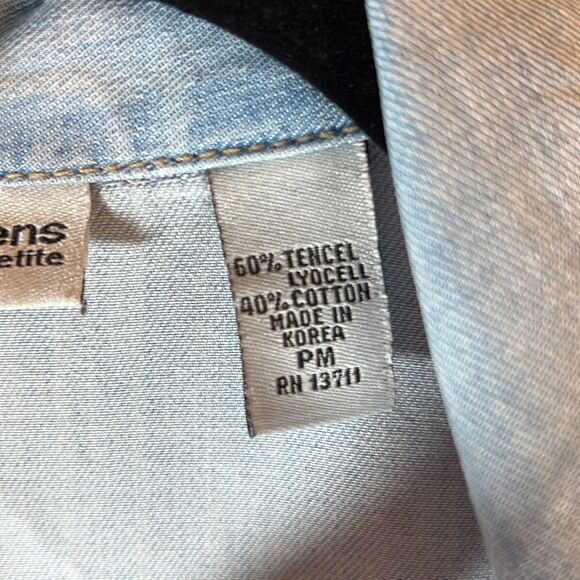 ens
etite
60% TENCEL
LYOCELL
40% COTTON
MADE IN
KOREA
PM
RN 13711